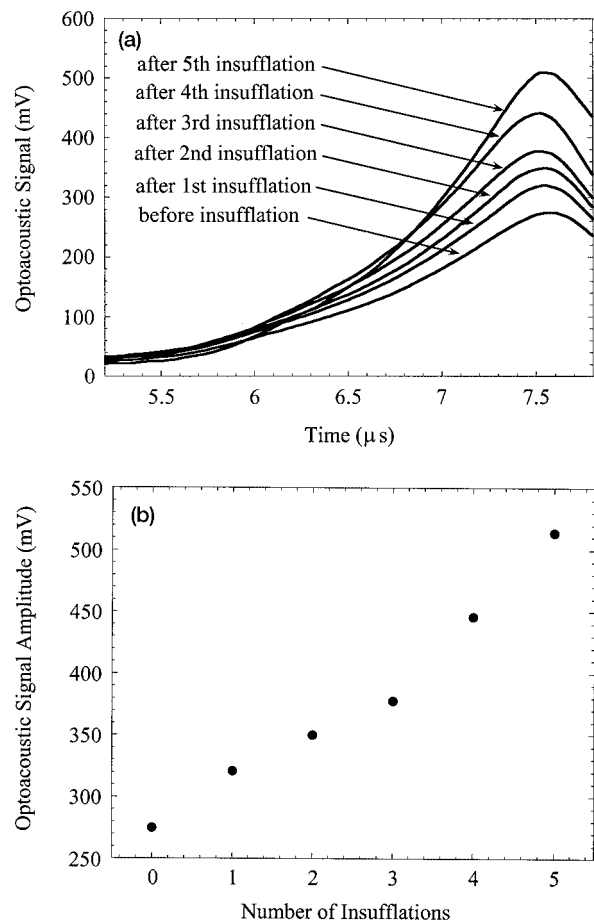 (a)
600
500
400
300
200
100
0
Optoacoustic Signal (mV)
after 5th insufflation
after 4th insufflation
after 3rd insufflation
after 2nd insufflation
after 1st insufflation
before insufflation
5.5
6
6.5
7
7.5
Time (μs)
(b)
550
500
450
400
350
300
250
Optoacoustic Signal Amplitude (mV)
0
1
2
3
4
5
Number of Insufflations